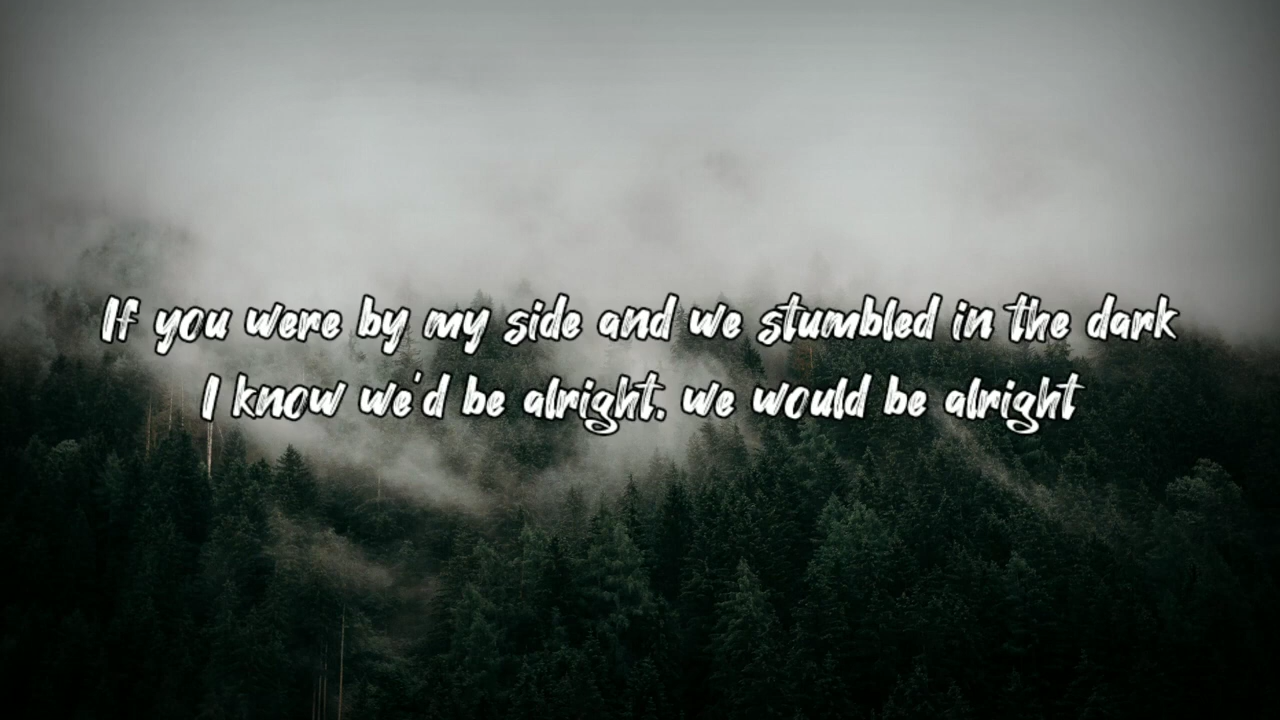 If you were by my side and we stumbled in the dark
I know we'd be alright. we would be alright